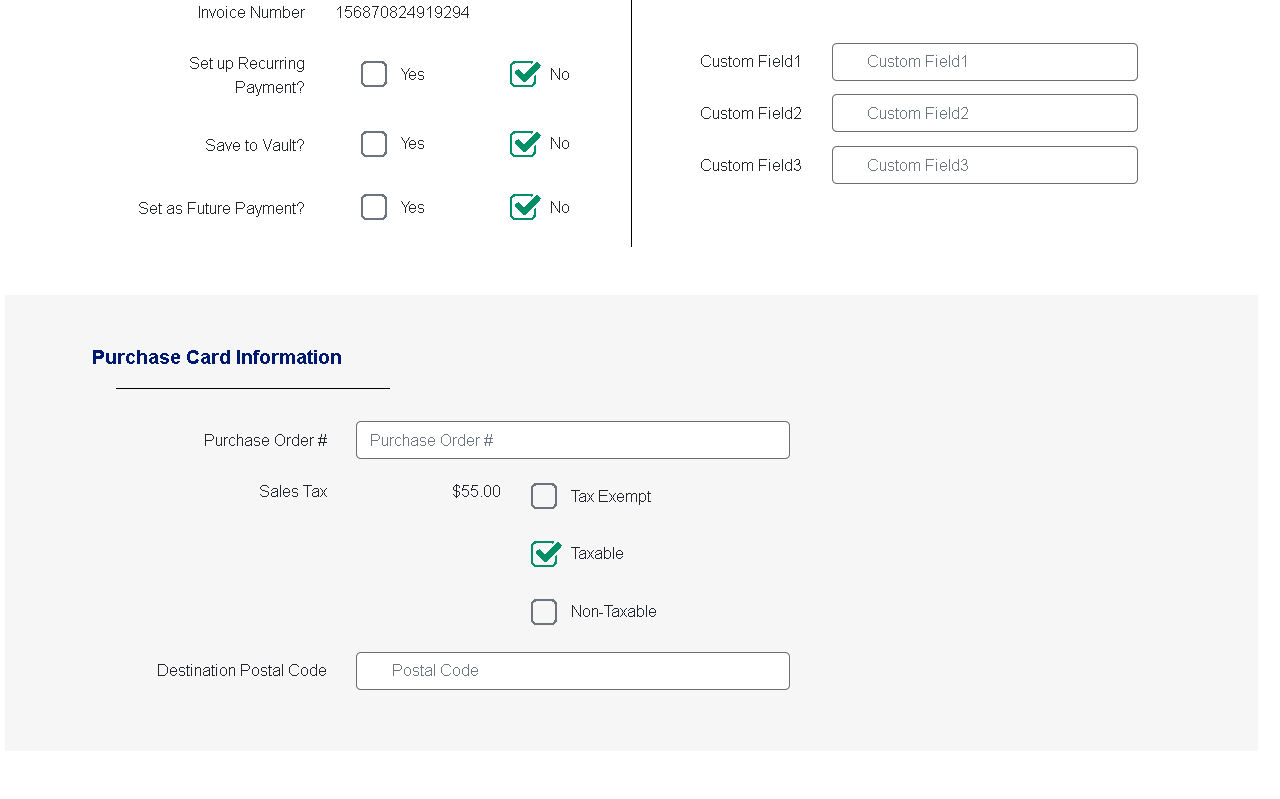 Invoice Number 156870824919294
Set up Recurring
Payment?
Yes No
Save to Vault? Yes No
Set as Future Payment? Yes No
Custom Field1 Custom Field1
Custom Field2 Custom Field2
Custom Field3 Custom Field3
Purchase Card Information
Purchase Order # Purchase Order #
Sales Tax $55.00 Tax Exempt
Taxable
Non-Taxable
Destination Postal Code Postal Code